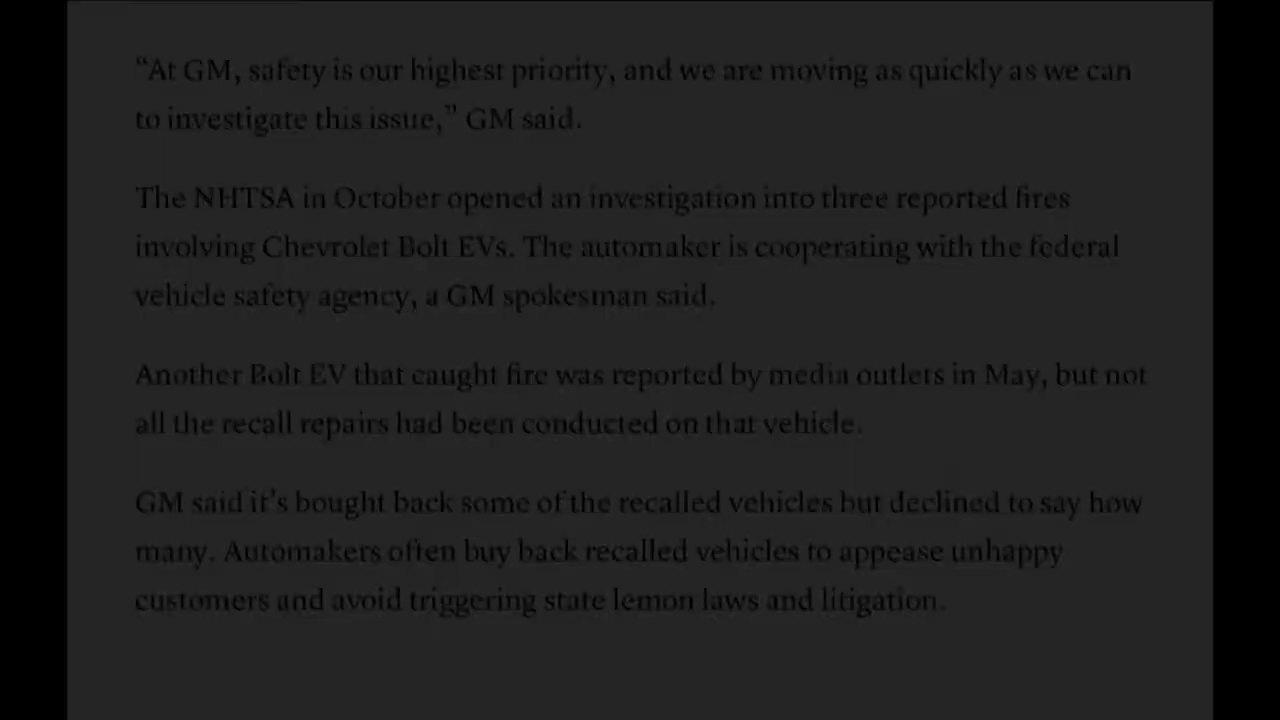 “At GM, safety is our highest priority, and we are moving as quickly as we can
to investigate this issue,” GM said.
The NHTSA in October opened an investigation into three reported fires
involving Chevrolet Bolt EVs. The automaker is cooperating with the federal
vehicle safety agency, a GM spokesman said.
Another Bolt EV that caught fire was reported by media outlets in May, but not
all the recall repairs had been conducted on that vehicle.
GM said it's bought back some of the recalled vehicles but declined to say how
many. Automakers often buy back recalled vehicles to appease unhappy
customers and avoid triggering state lemon laws and litigation.